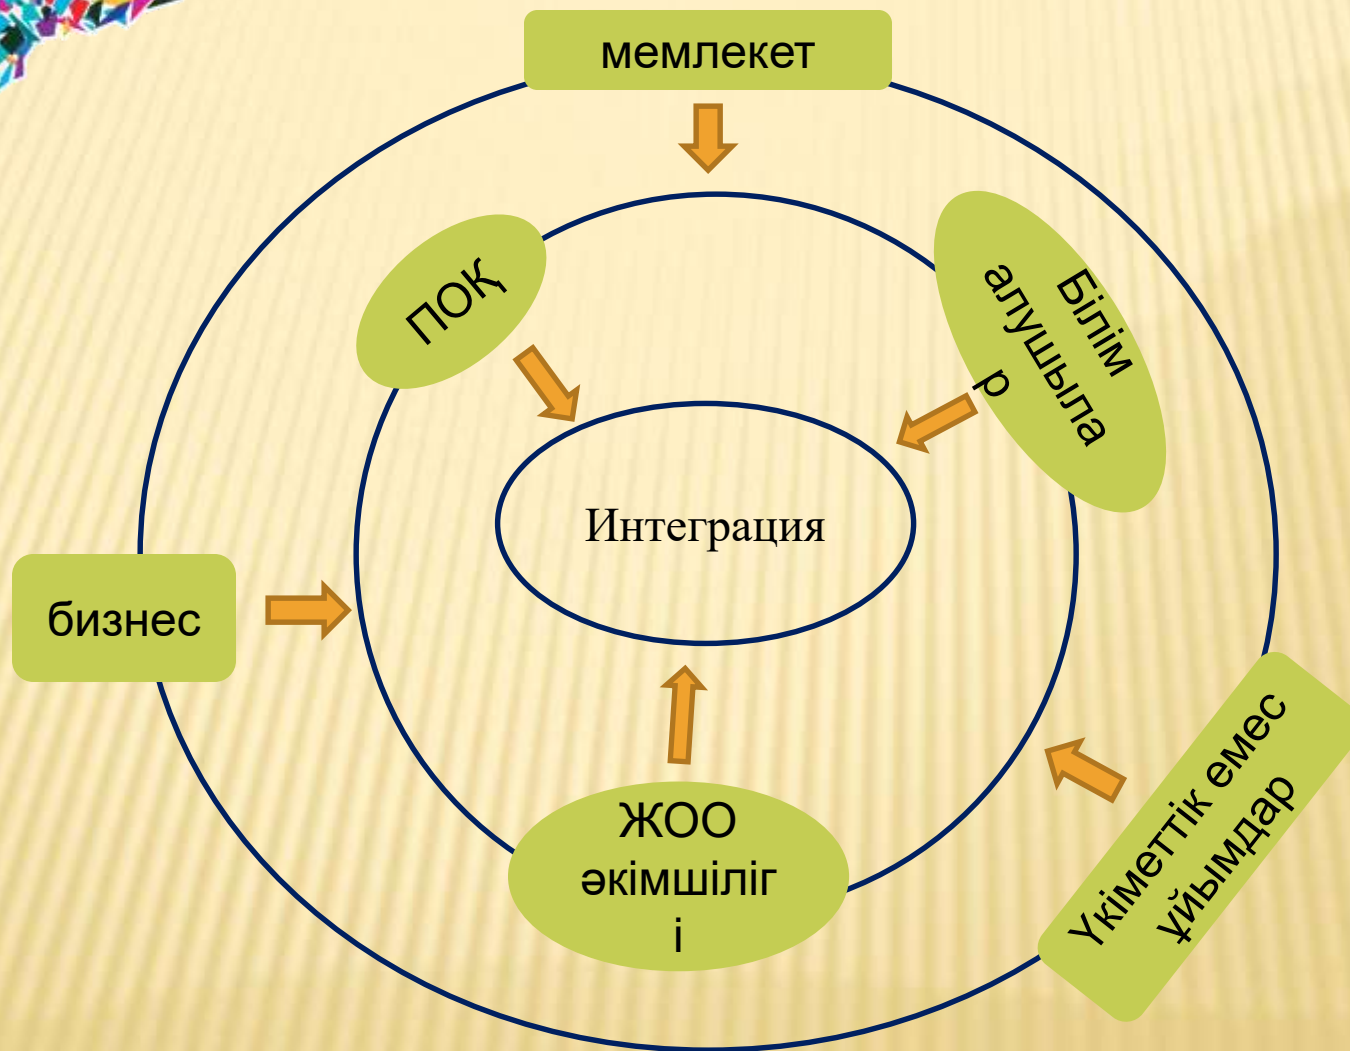 мемлекет
ПОҚ
Білім
алушыла
р
Интеграция
бизнес
ЖОО
әкімшіліг
і
Үкіметтік емес
ұйымдар